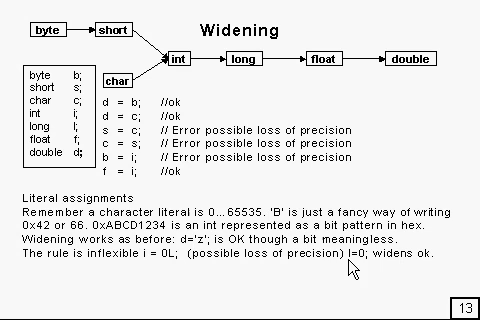 Widening
byte short
int long float double
char
byte b;
short s;
char c;
int i;
long l;
float f;
double d;
d = b; //ok
d = c; //ok
s = c; // Error possible loss of precision
c = s; // Error possible loss of precision
b = i; // Error possible loss of precision
f = i; //ok
Literal assignments
Remember a character literal is 0...65535. 'B' is just a fancy way of writing
0x42 or 66. 0xABCD1234 is an int represented as a bit pattern in hex.
Widening works as before: d='z'; is OK though a bit meaningless.
The rule is inflexible i = 0L; (possible loss of precision) l=0; widens ok.
13